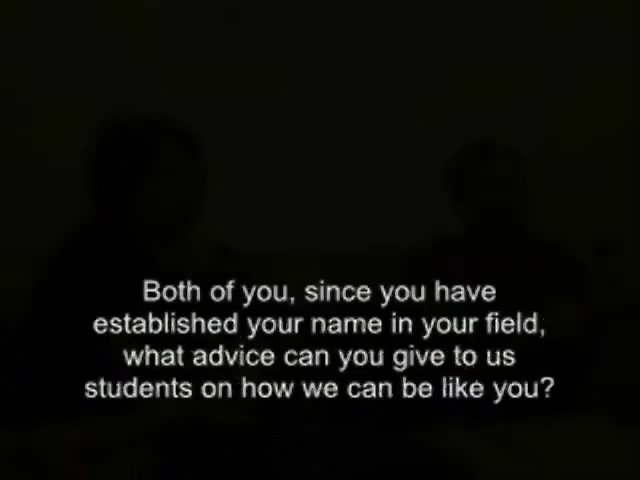 Both of you, since you have
established your name in your field,
what advice can you give to us
students on how we can be like you?